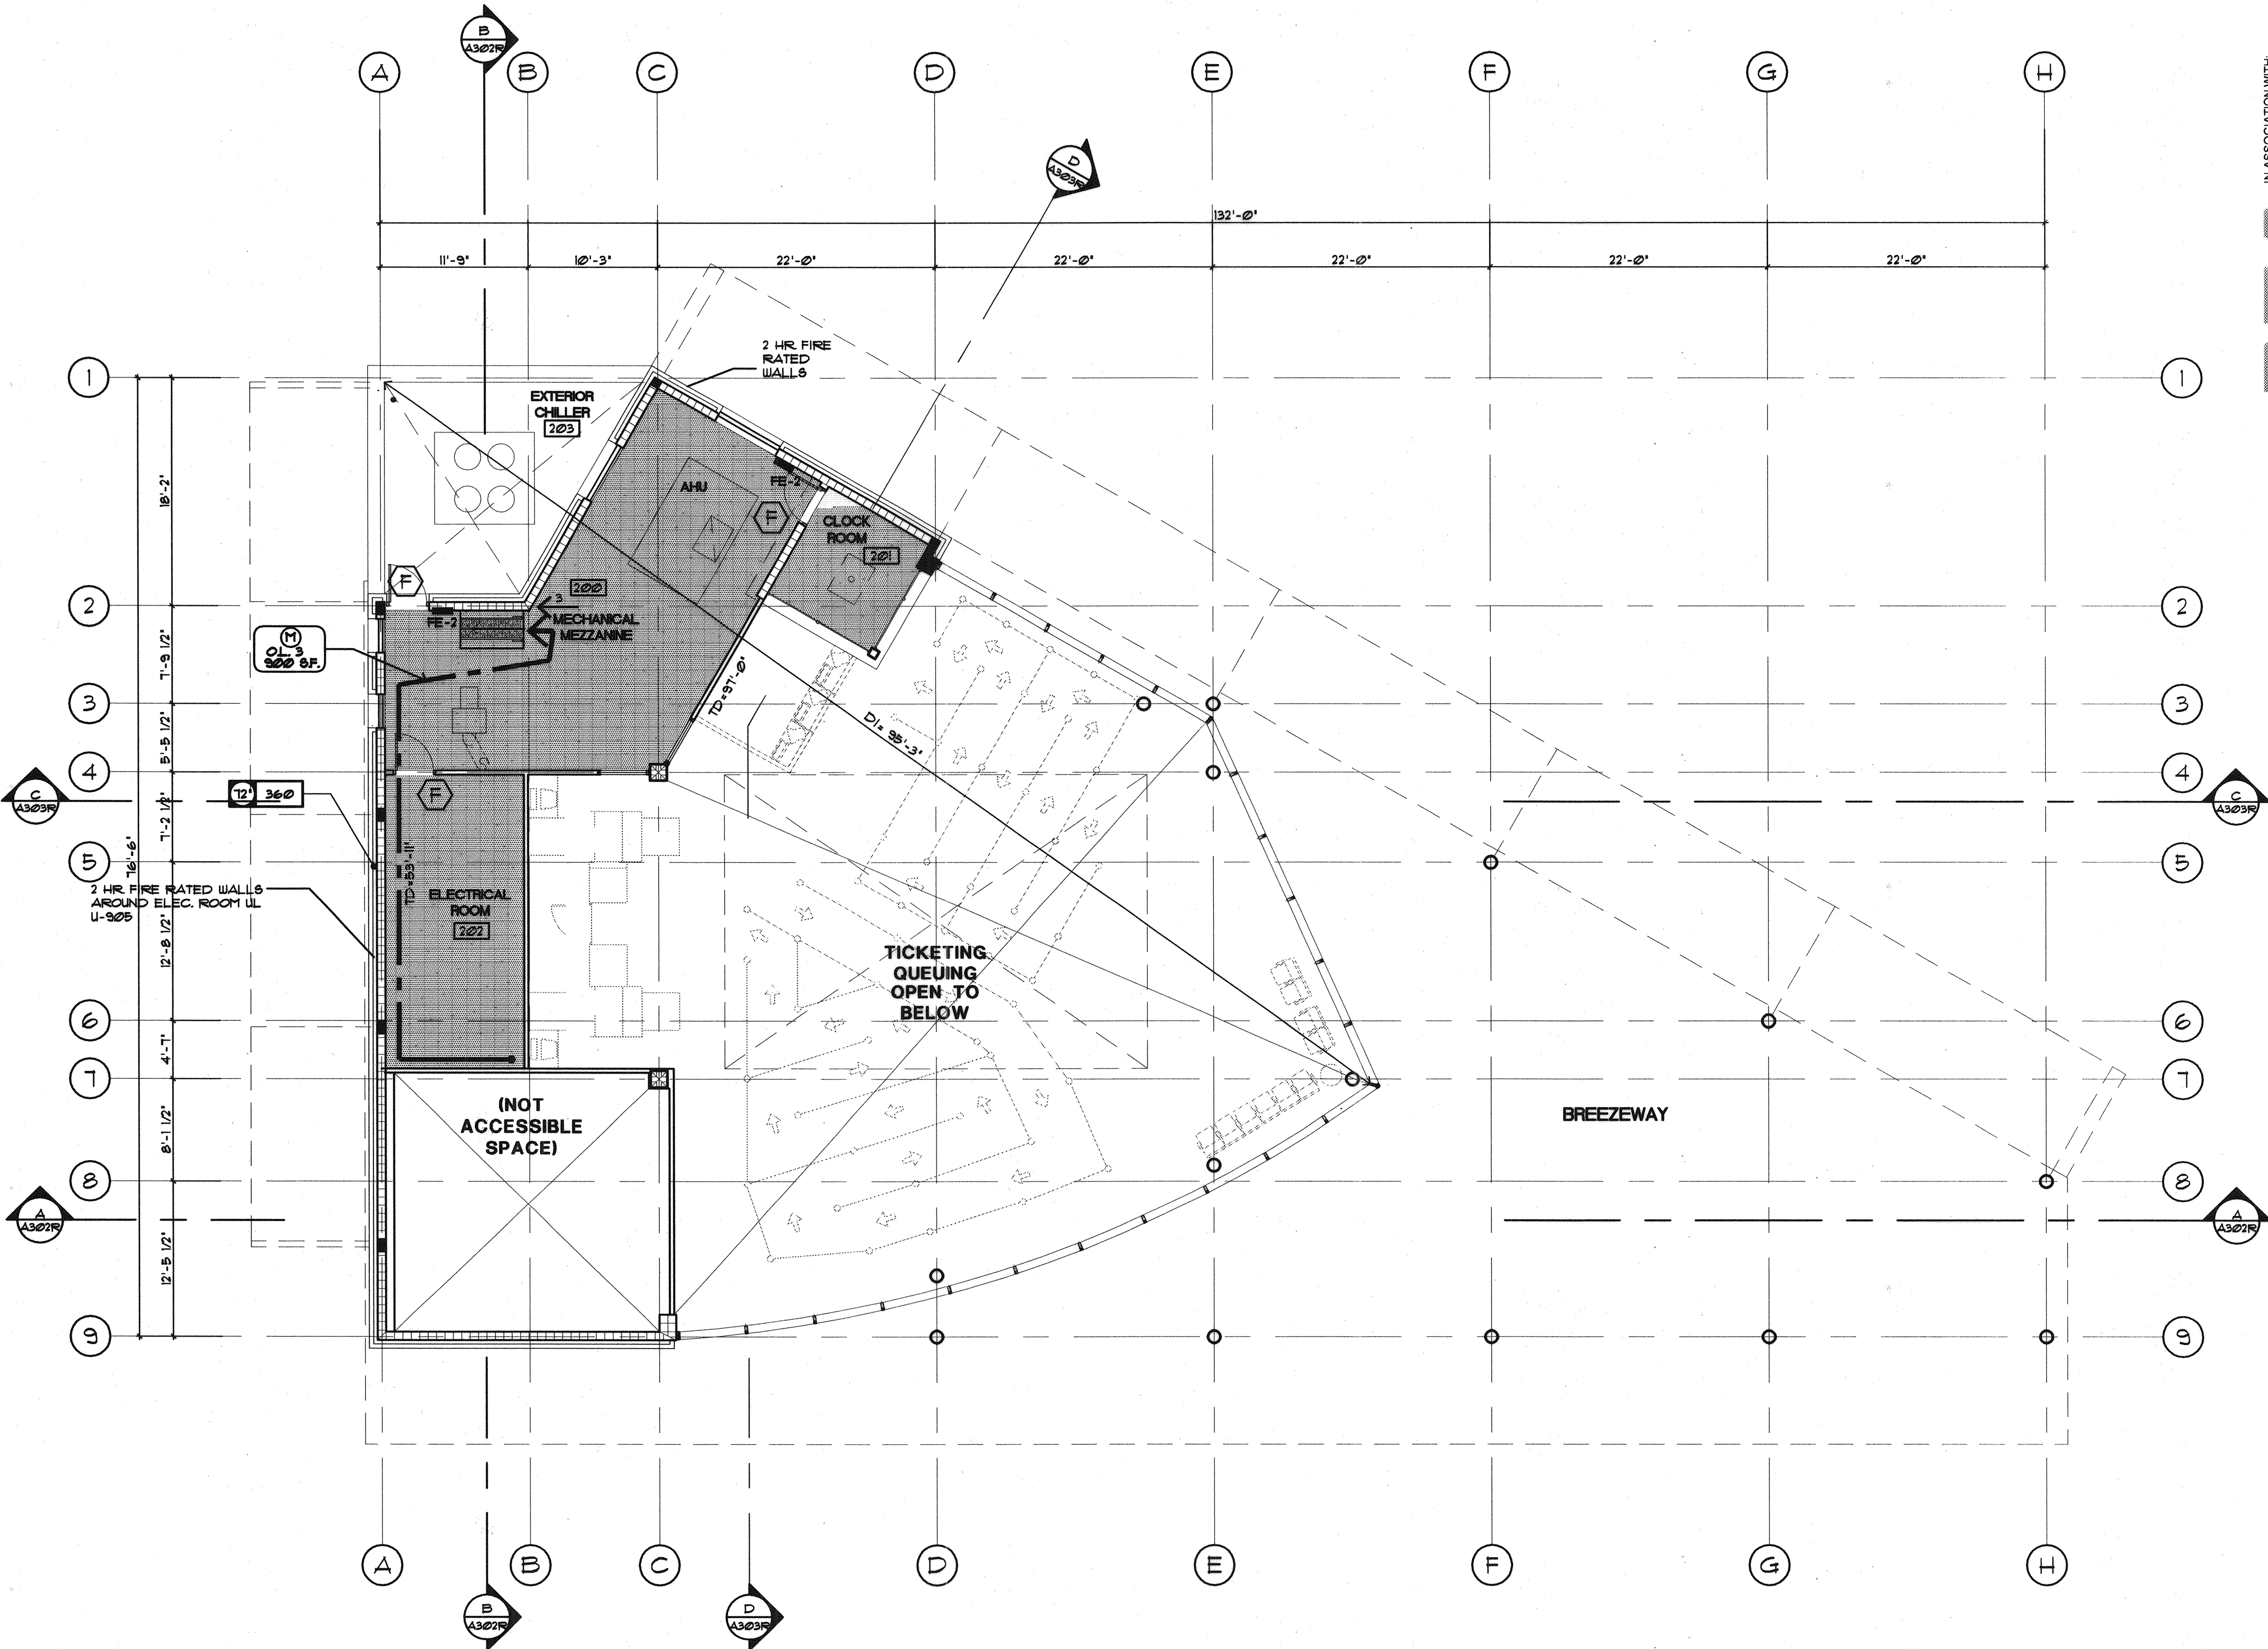 B
A302R
A
B
C
D
E
F
G
H
D
A303R
IN ASSOCIATION WITH:
132'-0"
11'-9"
10'-3"
22'-0"
22'-0"
22'-0"
22'-0"
22'-0"
2 HR. FIRE
RATED
WALLS
1
1
EXTERIOR
CHILLER
203
18'-2"
AHU
FE-2
F
CLOCK
ROOM
201
F
200
2
2
3
FE-2
MECHANICAL
MEZZANINE
M
O.L. 3
900 S.F.
7'-9 1/2"
TD=97'-0"
3
3
D1= 95'-3"
5'-5 1/2"
4
4
C
A303R
C
A303R
72"
360
F
7'-2 1/2"
76'-6"
5
5
TD=53'-11"
2 HR. FIRE RATED WALLS
AROUND ELEC. ROOM UL
U-905
ELECTRICAL
ROOM
202
12'-8 1/2"
TICKETING
QUEUING
OPEN TO
BELOW
6
6
4'-7"
7
7
(NOT
ACCESSIBLE
SPACE)
BREEZEWAY
8'-1 1/2"
8
8
A
A302R
A
A302R
12'-5 1/2"
9
9
A
B
C
D
E
F
G
H
B
A302R
D
A303R